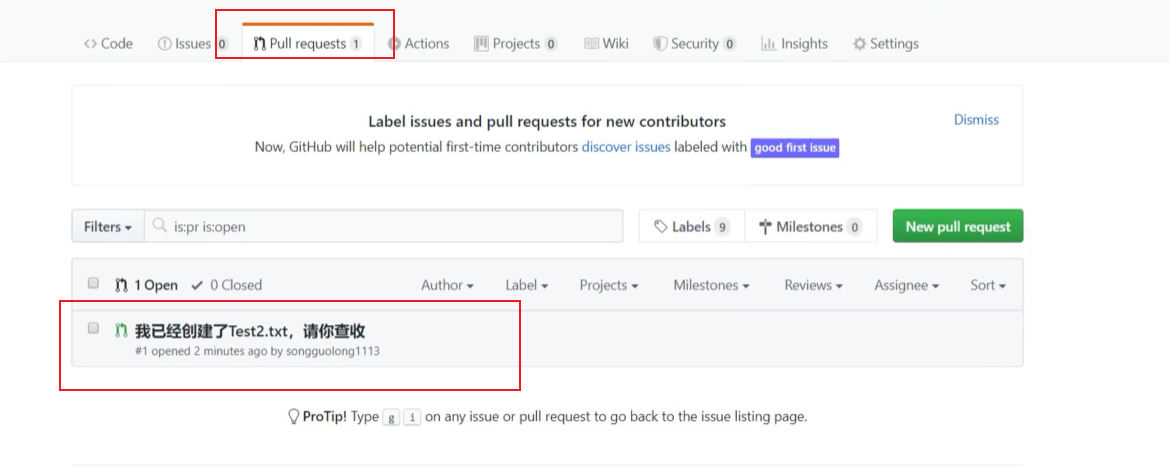 Code Issues 0 Pull requests 1 Actions Projects 0 Wiki Security 0 Insights Settings
Label issues and pull requests for new contributors
Dismiss
Now, GitHub will help potential first-time contributors discover issues labeled with good first issue
Filters is:pr is:open Labels 9 Milestones 0 New pull request
1 Open 0 Closed Author Label Projects Milestones Reviews Assignee Sort
我已经创建了Test2.txt，请你查收
#1 opened 2 minutes ago by songguolong1113
ProTip! Type g i on any issue or pull request to go back to the issue listing page.